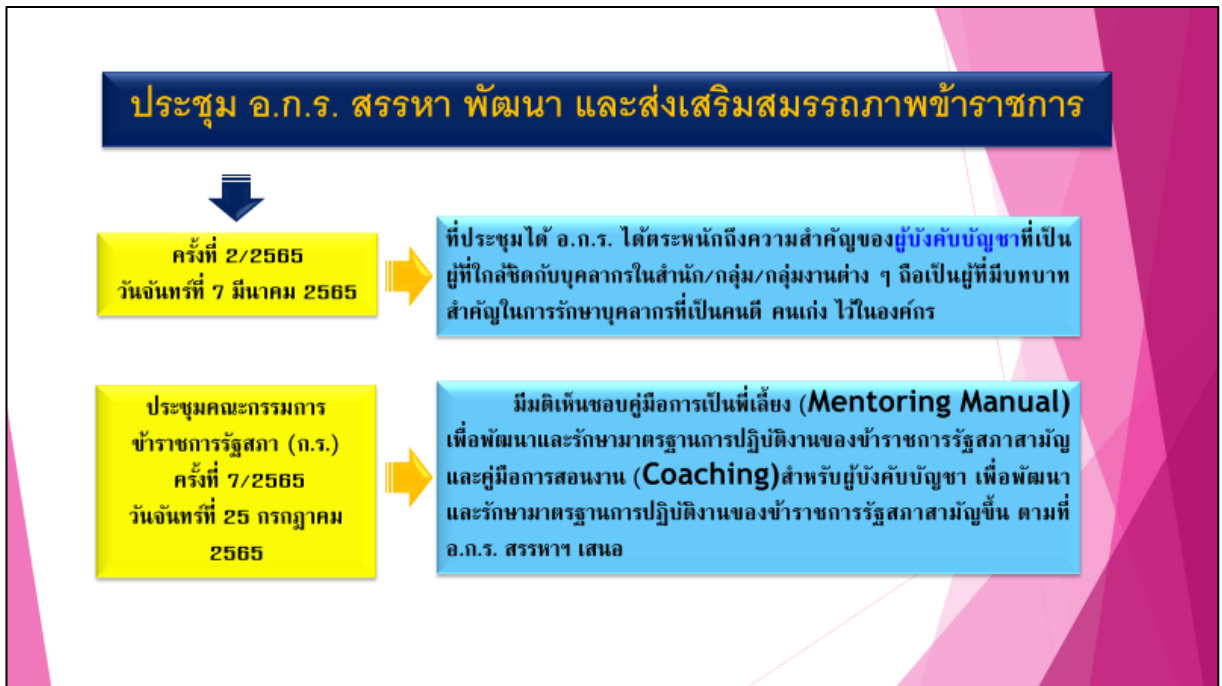 ประชุม อ.ก.ร. สรรหา พัฒนา และส่งเสริมสมรรถภาพข้าราชการ
ครั้งที่ 2/2565
วันจันทร์ที่ 7 มีนาคม 2565
ที่ประชุมได้ อ.ก.ร. ได้ตระหนักถึงความสำคัญของผู้บังคับบัญชาที่เป็น
ผู้ที่ใกล้ชิดกับบุคลากรในสำนัก/กลุ่ม/กลุ่มงานต่าง ๆ ถือเป็นผู้ที่มีบทบาท
สำคัญในการรักษาบุคลากรที่เป็นคนดี คนเก่ง ไว้ในองค์กร
ประชุมคณะกรรมการ
ข้าราชการรัฐสภา (ก.ร.)
ครั้งที่ 7/2565
วันจันทร์ที่ 25 กรกฎาคม
2565
มีมติเห็นชอบคู่มือการเป็นพี่เลี้ยง (Mentoring Manual)
เพื่อพัฒนาและรักษามาตรฐานการปฏิบัติงานของข้าราชการรัฐสภาสามัญ
และคู่มือการสอนงาน (Coaching)สำหรับผู้บังคับบัญชา เพื่อพัฒนา
และรักษามาตรฐานการปฏิบัติงานของข้าราชการรัฐสภาสามัญขึ้น ตามที่
อ.ก.ร. สรรหาฯ เสนอ